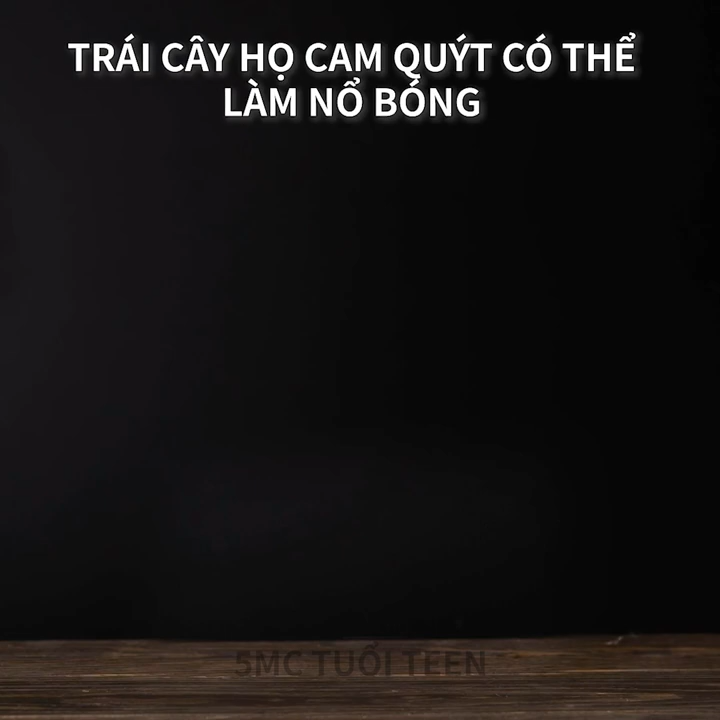 TRÁI CÂY HỌ CAM QUÝT CÓ THỂ
LÀM NỔ BÓNG
5MC TUỔI TEEN